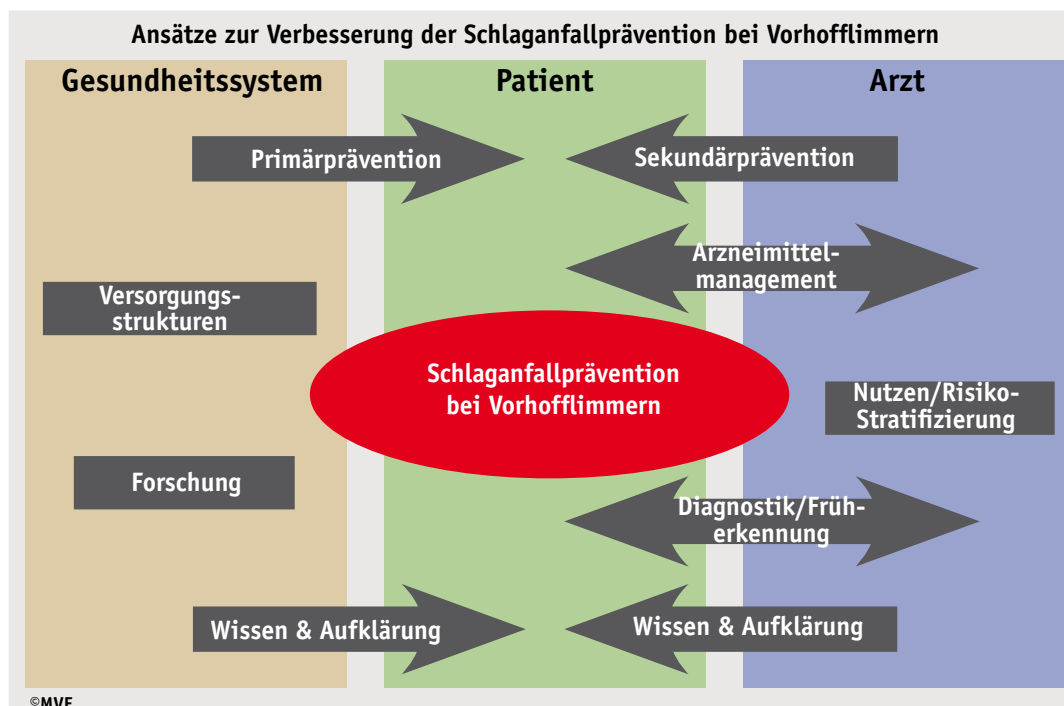 Ansätze zur Verbesserung der Schlaganfallprävention bei Vorhofflimmern
Gesundheitssystem
Patient
Arzt
Primärprävention
Sekundärprävention
Arzneimittel-
management
Versorgungs-
strukturen
Schlaganfallprävention
bei Vorhofflimmern
Nutzen/Risiko-
Stratifizierung
Forschung
Diagnostik/Früh-
erkennung
Wissen & Aufklärung
Wissen & Aufklärung
©MVF